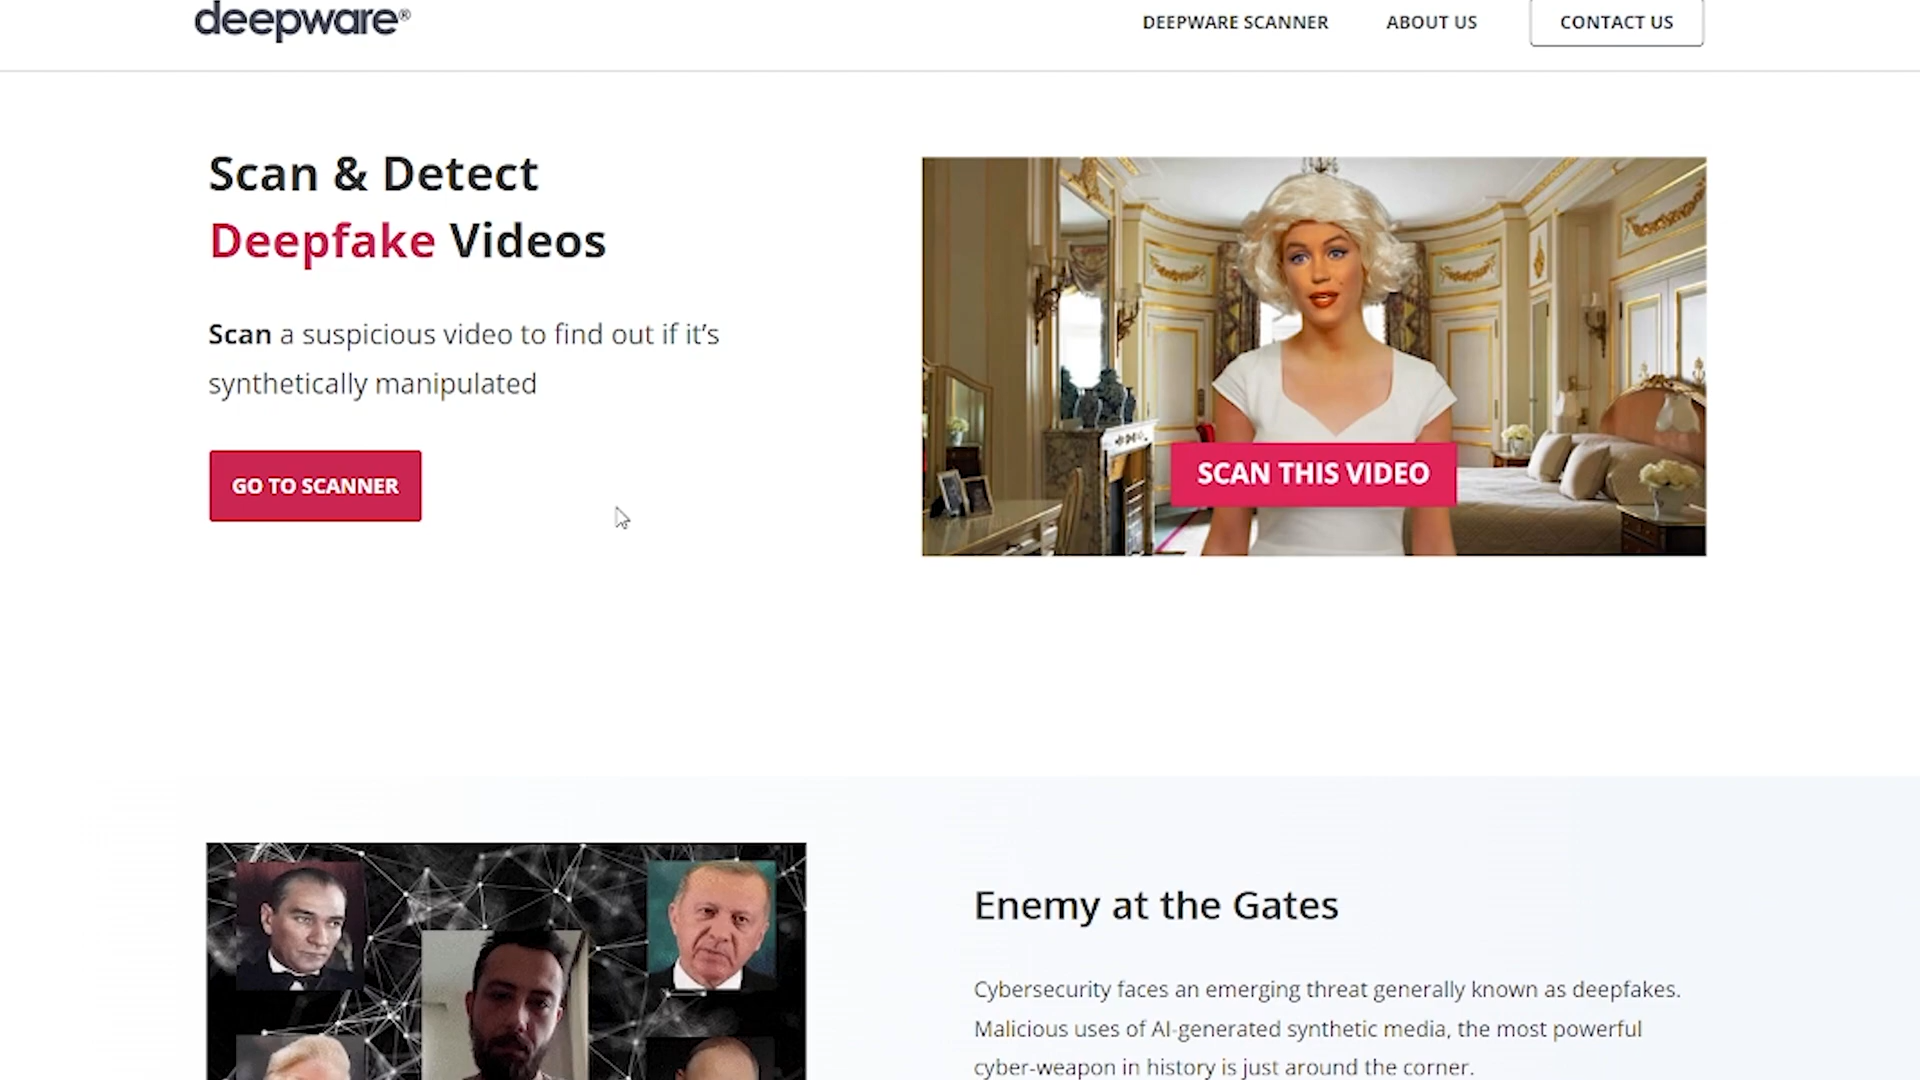 deepware®
DEEPWARE SCANNER
ABOUT US
CONTACT US
Scan & Detect
Deepfake Videos
Scan a suspicious video to find out if it's
synthetically manipulated
GO TO SCANNER
SCAN THIS VIDEO
Enemy at the Gates
Cybersecurity faces an emerging threat generally known as deepfakes.
Malicious uses of AI-generated synthetic media, the most powerful
cyber-weapon in history is just around the corner.